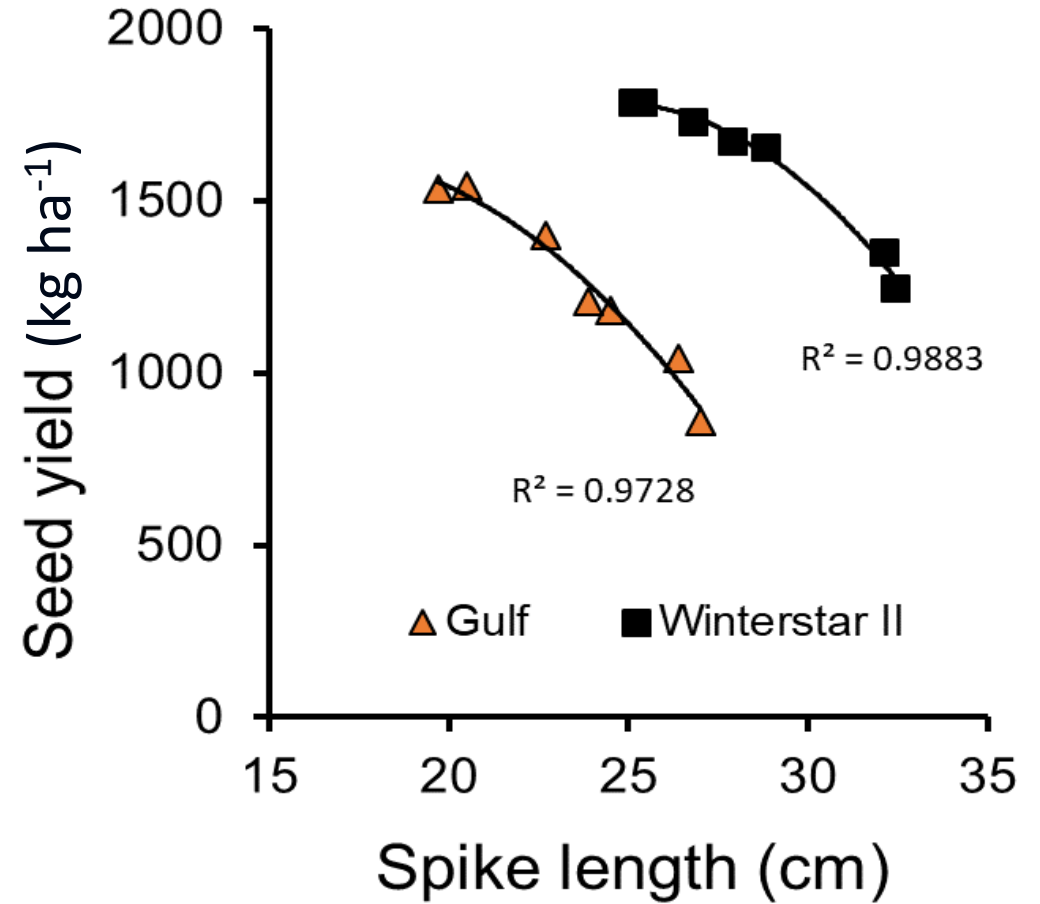 2000
1500
1000
500
0
Seed yield (kg ha⁻¹)
R² = 0.9883
R² = 0.9728
Gulf Winterstar II
15 20 25 30 35
Spike length (cm)